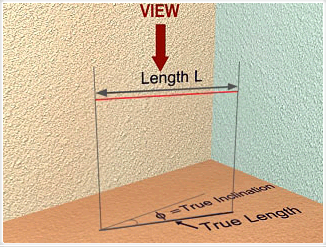 VIEW
Length L
ϕ =True Inclination
True Length